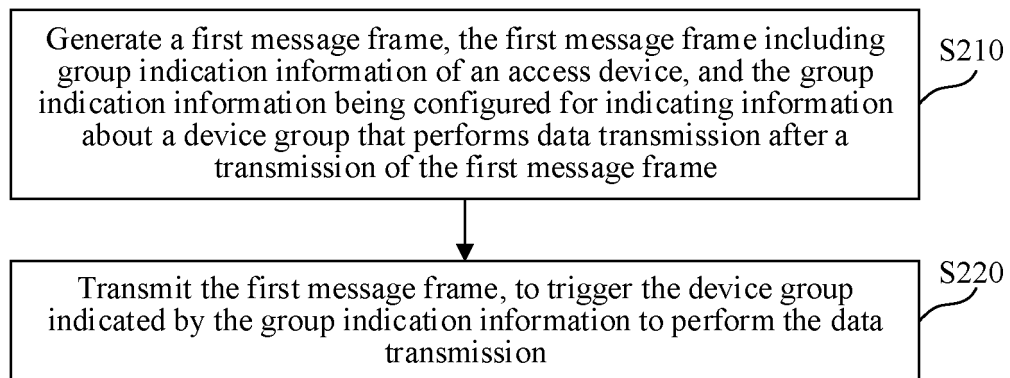 Generate a first message frame, the first message frame including
group indication information of an access device, and the group
indication information being configured for indicating information
about a device group that performs data transmission after a
transmission of the first message frame
S210
Transmit the first message frame, to trigger the device group
indicated by the group indication information to perform the data
transmission
S220